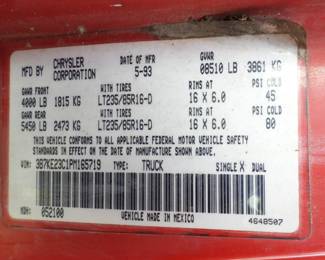 DATE OF MFR GVWR
MFD BY CHRYSLER 5-93 08510 LB 3861 KG
CORPORATION
GAWR FRONT WITH TIRES RIMS AT PSI COLD
4000 LB 1815 KG LT235/85R16-D 16 X 6.0 45
GAWR REAR WITH TIRES RIMS AT PSI COLD
5450 LB 2473 KG LT235/85R16-D 16 X 6.0 80
THIS VEHICLE CONFORMS TO ALL APPLICABLE FEDERAL MOTOR VEHICLE SAFETY
STANDARDS IN EFFECT ON THE DATE OF MANUFACTURE SHOWN ABOVE
VIN: 3B7KE23C1PM165719 TYPE: TRUCK SINGLE X DUAL
MDH: 052100 VEHICLE MADE IN MEXICO 4648507